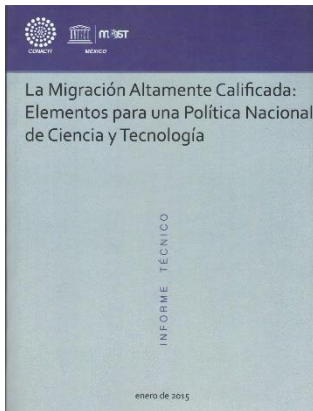 CONACYT
MOST
MÉXICO
La Migración Altamente Calificada:
Elementos para una Política Nacional
de Ciencia y Tecnología
INFORME TÉCNICO
enero de 2015